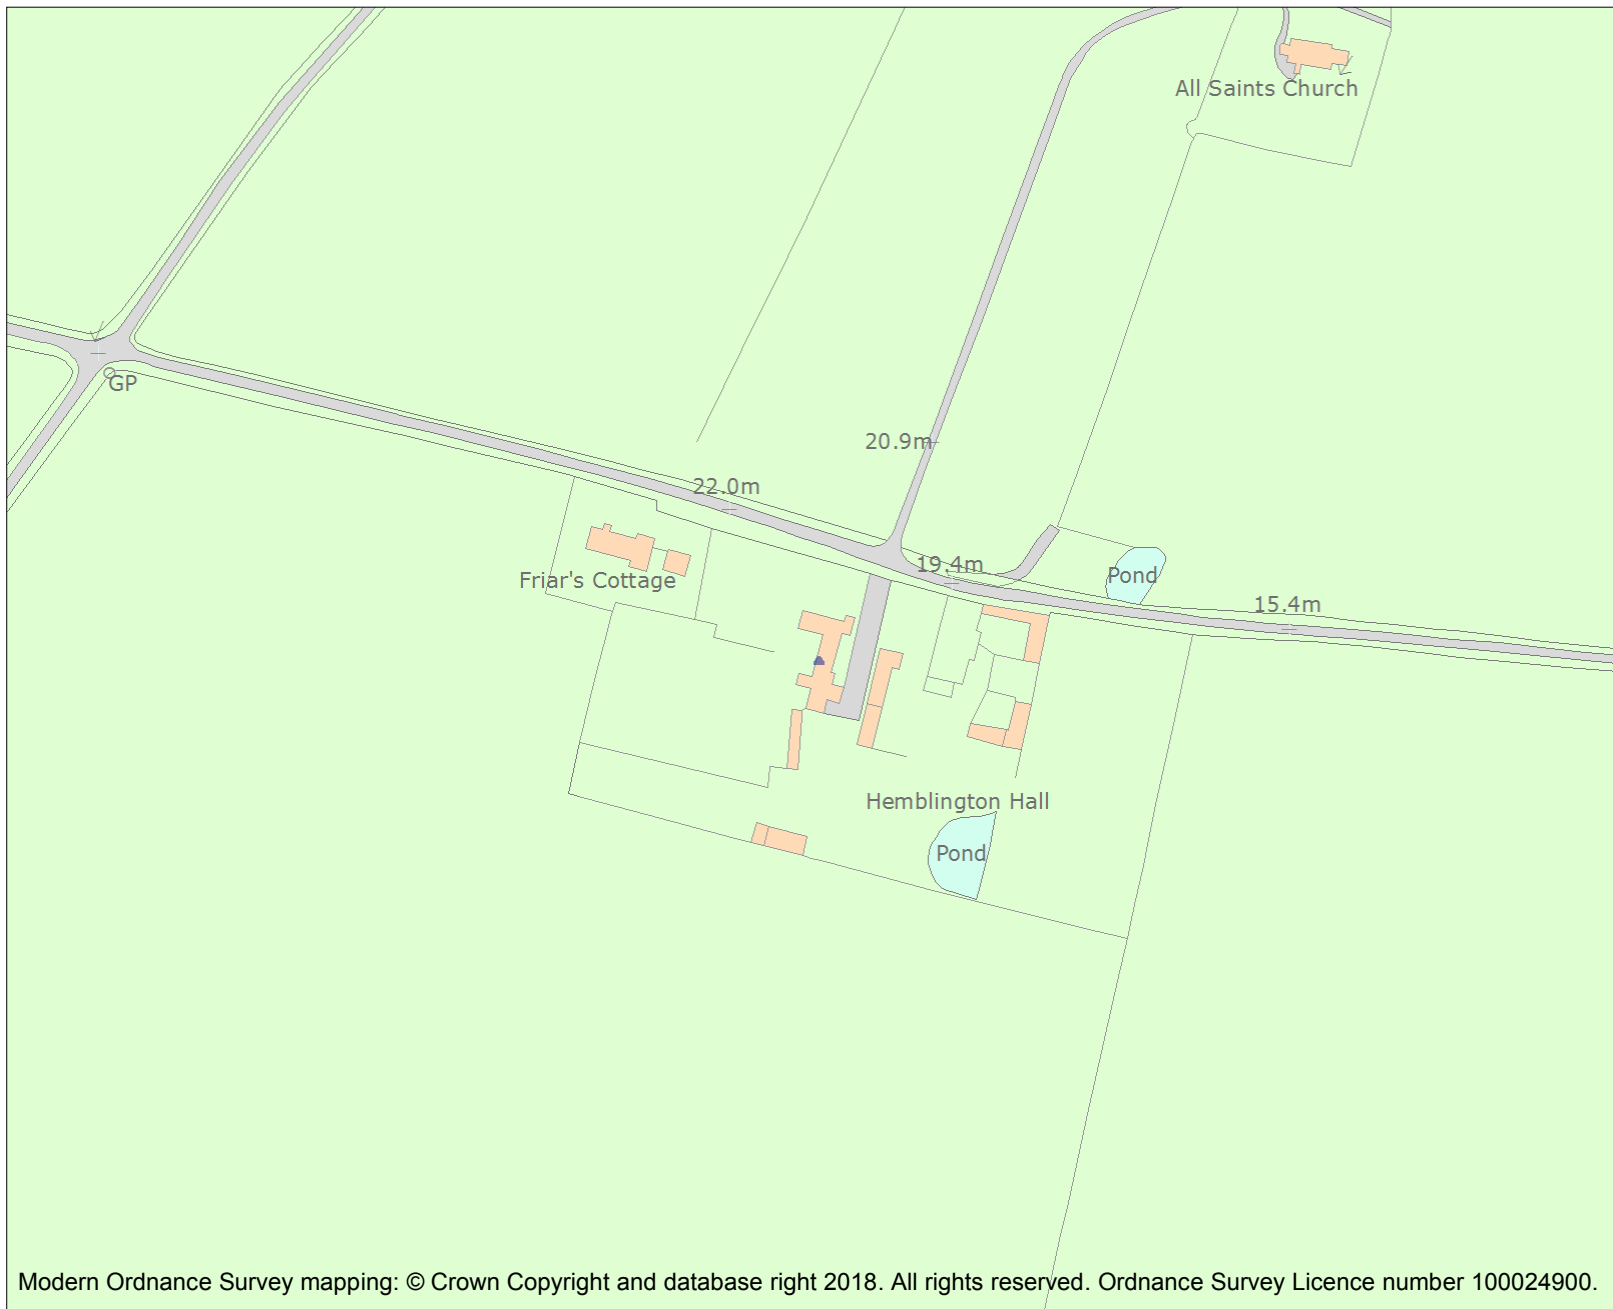 All Saints Church
GP
20.9m
22.0m
19.4m
Friar's Cottage
Pond
15.4m
Hemblington Hall
Pond
Modern Ordnance Survey mapping: © Crown Copyright and database right 2018. All rights reserved. Ordnance Survey Licence number 100024900.